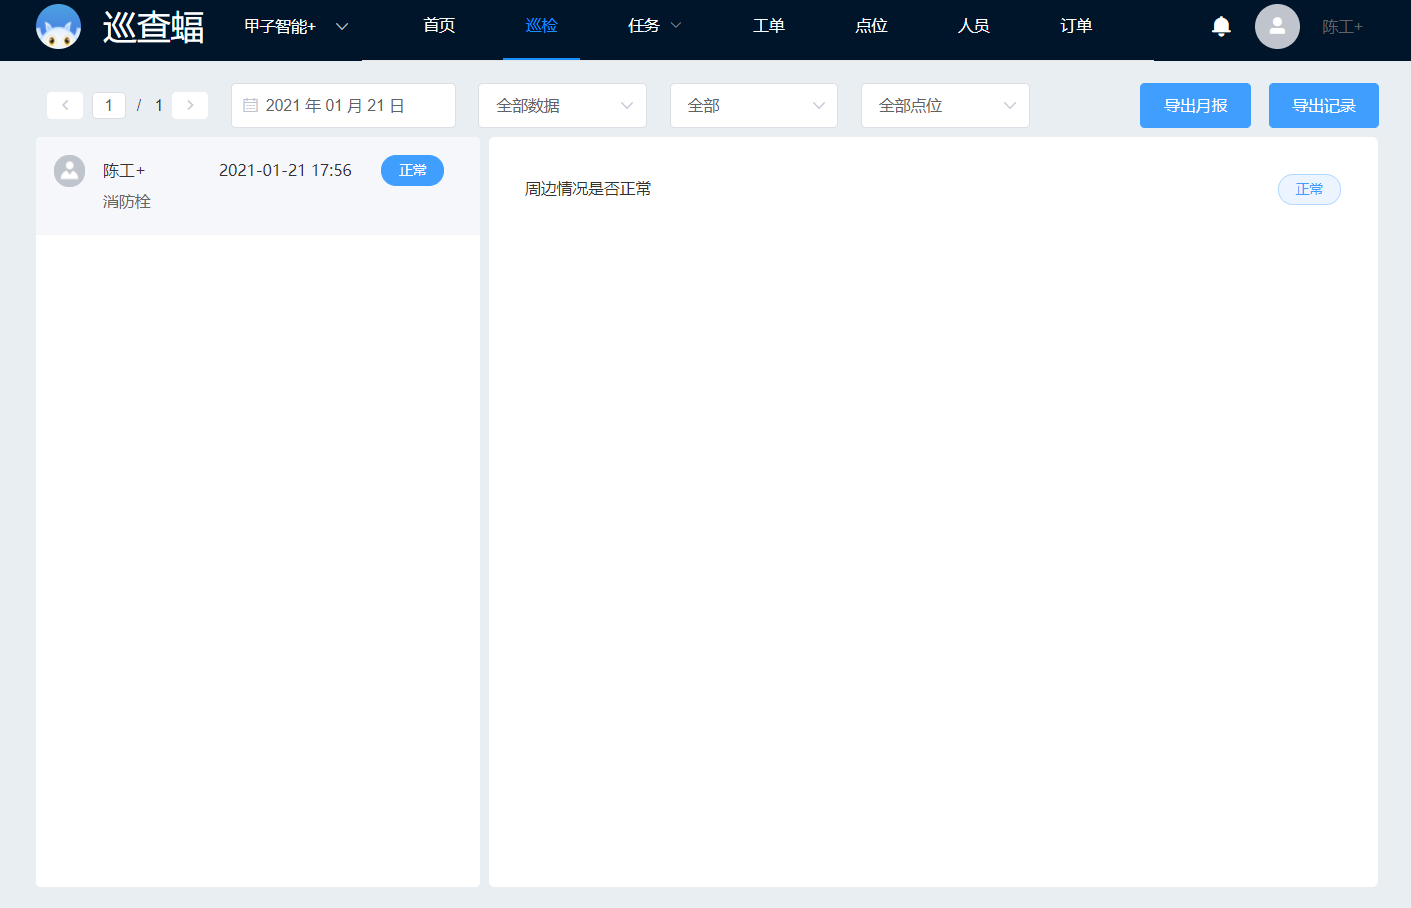 巡查蝠
甲子智能+
首页
巡检
任务
工单
点位
人员
订单
陈工+
1 / 1
2021 年 01 月 21 日
全部数据
全部
全部点位
导出月报
导出记录
陈工+ 2021-01-21 17:56 正常
消防栓
周边情况是否正常 正常